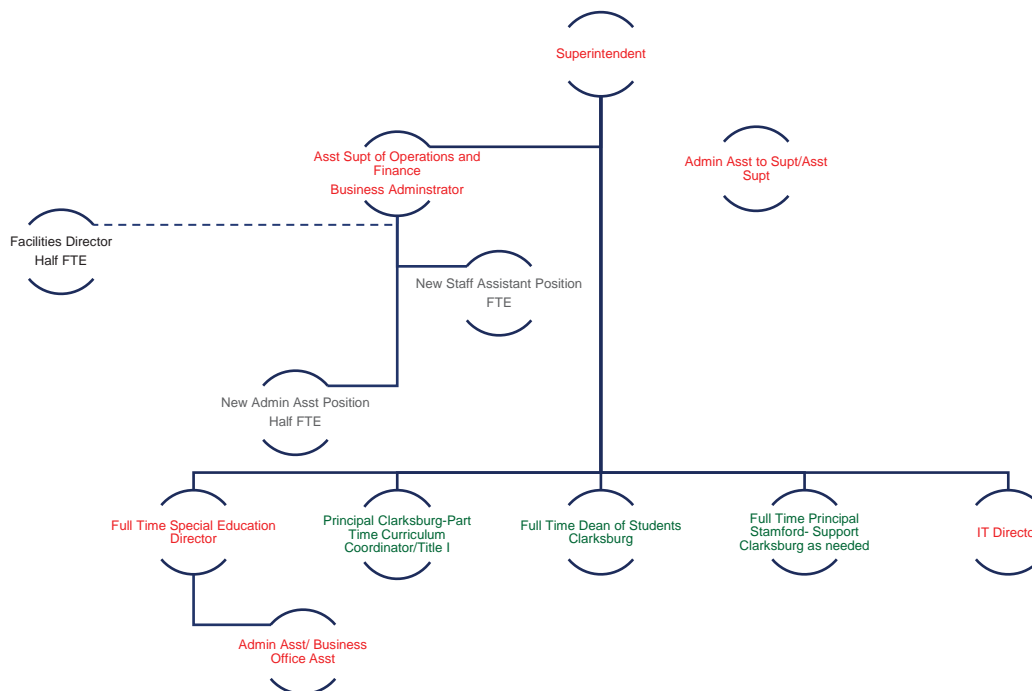 Superintendent
Asst Supt of Operations and
Finance
Business Adminstrator
Admin Asst to Supt/Asst
Supt
Facilities Director
Half FTE
New Staff Assistant Position
FTE
New Admin Asst Position
Half FTE
Full Time Special Education
Director
Principal Clarksburg-Part
Time Curriculum
Coordinator/Title I
Full Time Dean of Students
Clarksburg
Full Time Principal
Stamford- Support
Clarksburg as needed
IT Directo
Admin Asst/ Business
Office Asst